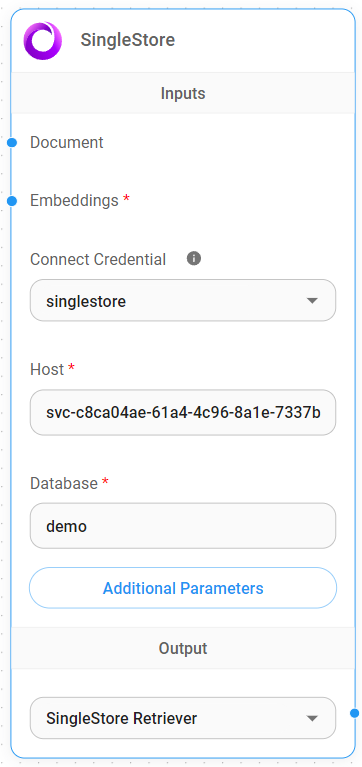 SingleStore
Inputs
Document
Embeddings *
Connect Credential
singlestore
Host *
svc-c8ca04ae-61a4-4c96-8a1e-7337b
Database *
demo
Additional Parameters
Output
SingleStore Retriever